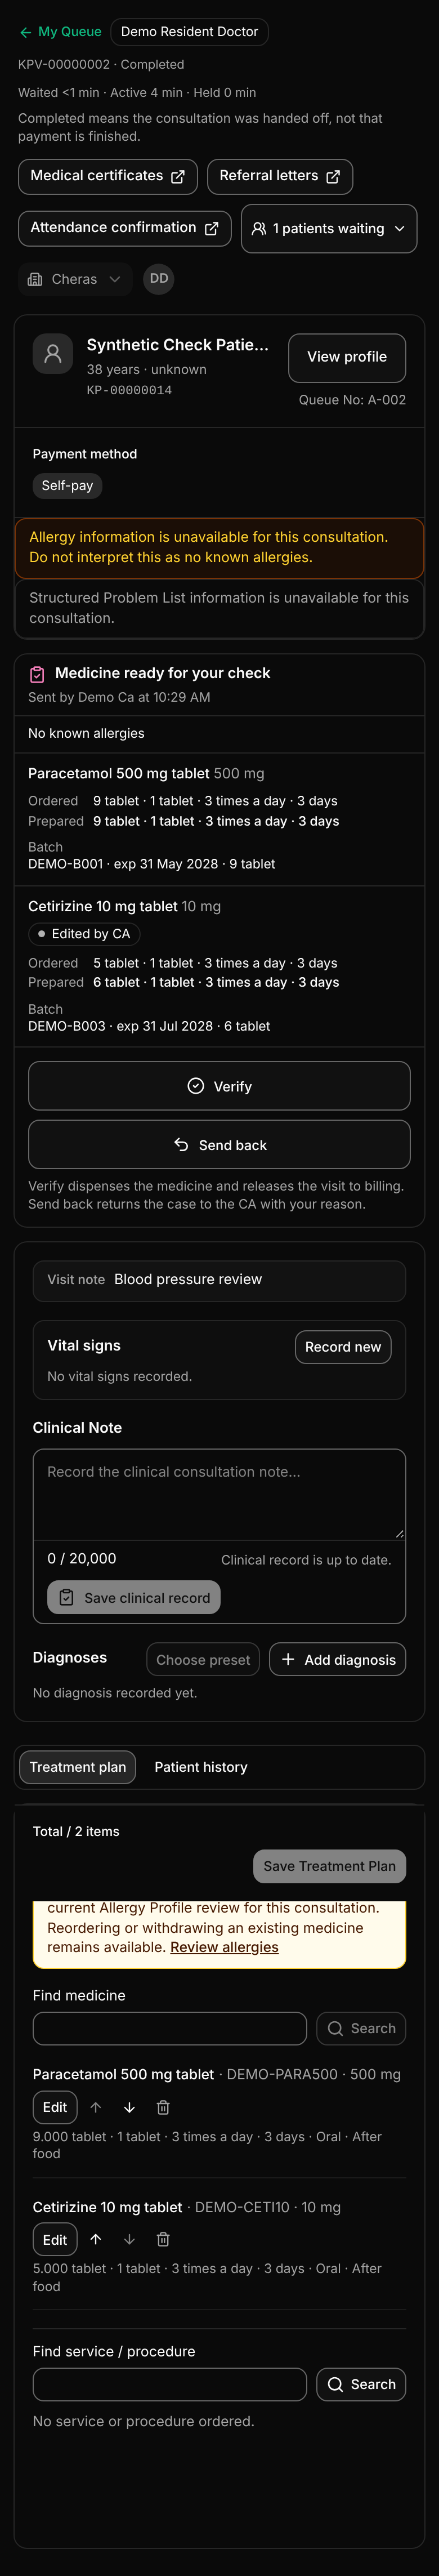 My Queue
Demo Resident Doctor
KPV-00000002 · Completed
Waited <1 min · Active 4 min · Held 0 min
Completed means the consultation was handed off, not that
payment is finished.
Medical certificates
Referral letters
Attendance confirmation
1 patients waiting
Cheras
DD
Synthetic Check Patie...
View profile
38 years · unknown
KP-00000014
Queue No: A-002
Payment method
Self-pay
Allergy information is unavailable for this consultation.
Do not interpret this as no known allergies.
Structured Problem List information is unavailable for this
consultation.
Medicine ready for your check
Sent by Demo Ca at 10:29 AM
No known allergies
Paracetamol 500 mg tablet 500 mg
Ordered 9 tablet · 1 tablet · 3 times a day · 3 days
Prepared 9 tablet · 1 tablet · 3 times a day · 3 days
Batch
DEMO-B001 · exp 31 May 2028 · 9 tablet
Cetirizine 10 mg tablet 10 mg
Edited by CA
Ordered 5 tablet · 1 tablet · 3 times a day · 3 days
Prepared 6 tablet · 1 tablet · 3 times a day · 3 days
Batch
DEMO-B003 · exp 31 Jul 2028 · 6 tablet
Verify
Send back
Verify dispenses the medicine and releases the visit to billing.
Send back returns the case to the CA with your reason.
Visit note Blood pressure review
Vital signs
Record new
No vital signs recorded.
Clinical Note
Record the clinical consultation note...
0 / 20,000
Clinical record is up to date.
Save clinical record
Diagnoses
Choose preset
Add diagnosis
No diagnosis recorded yet.
Treatment plan
Patient history
Total / 2 items
Save Treatment Plan
current Allergy Profile review for this consultation.
Reordering or withdrawing an existing medicine
remains available. Review allergies
Find medicine
Search
Paracetamol 500 mg tablet · DEMO-PARA500 · 500 mg
Edit
9.000 tablet · 1 tablet · 3 times a day · 3 days · Oral · After
food
Cetirizine 10 mg tablet · DEMO-CETI10 · 10 mg
Edit
5.000 tablet · 1 tablet · 3 times a day · 3 days · Oral · After
food
Find service / procedure
Search
No service or procedure ordered.